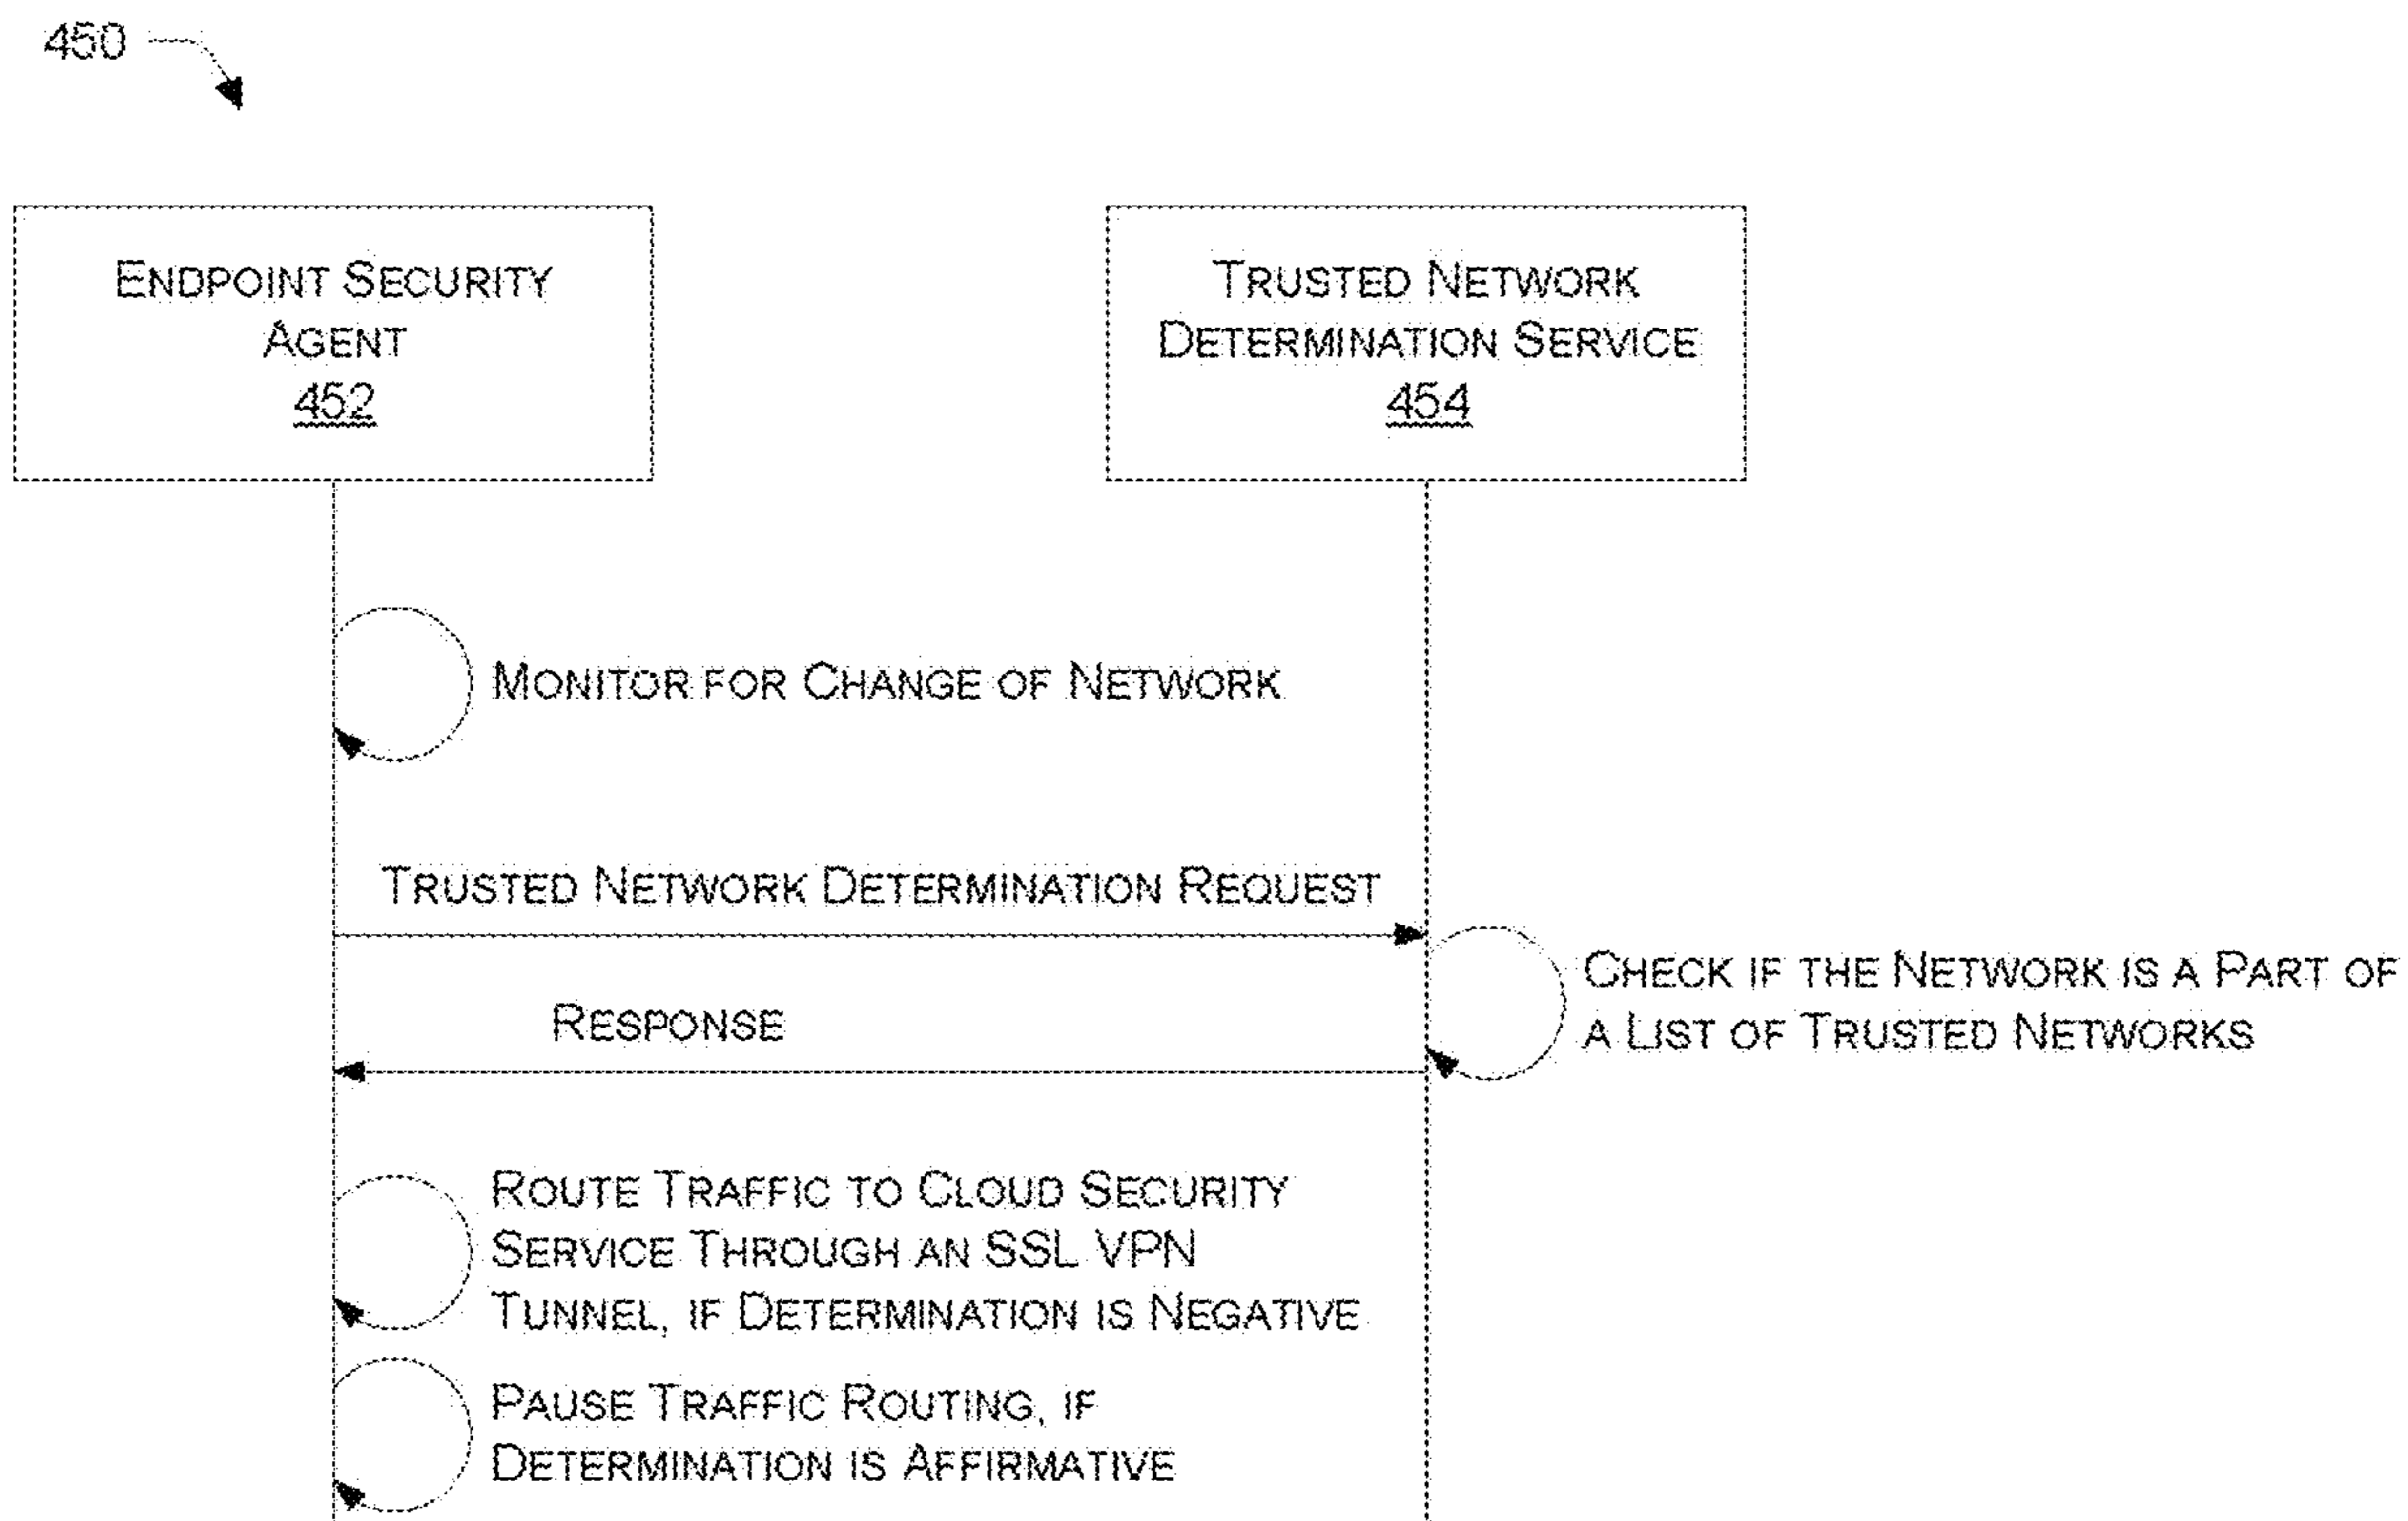 450
ENDPOINT SECURITY
AGENT
452
TRUSTED NETWORK
DETERMINATION SERVICE
454
MONITOR FOR CHANGE OF NETWORK
TRUSTED NETWORK DETERMINATION REQUEST
CHECK IF THE NETWORK IS A PART OF
A LIST OF TRUSTED NETWORKS
RESPONSE
ROUTE TRAFFIC TO CLOUD SECURITY
SERVICE THROUGH AN SSL VPN
TUNNEL, IF DETERMINATION IS NEGATIVE
PAUSE TRAFFIC ROUTING, IF
DETERMINATION IS AFFIRMATIVE